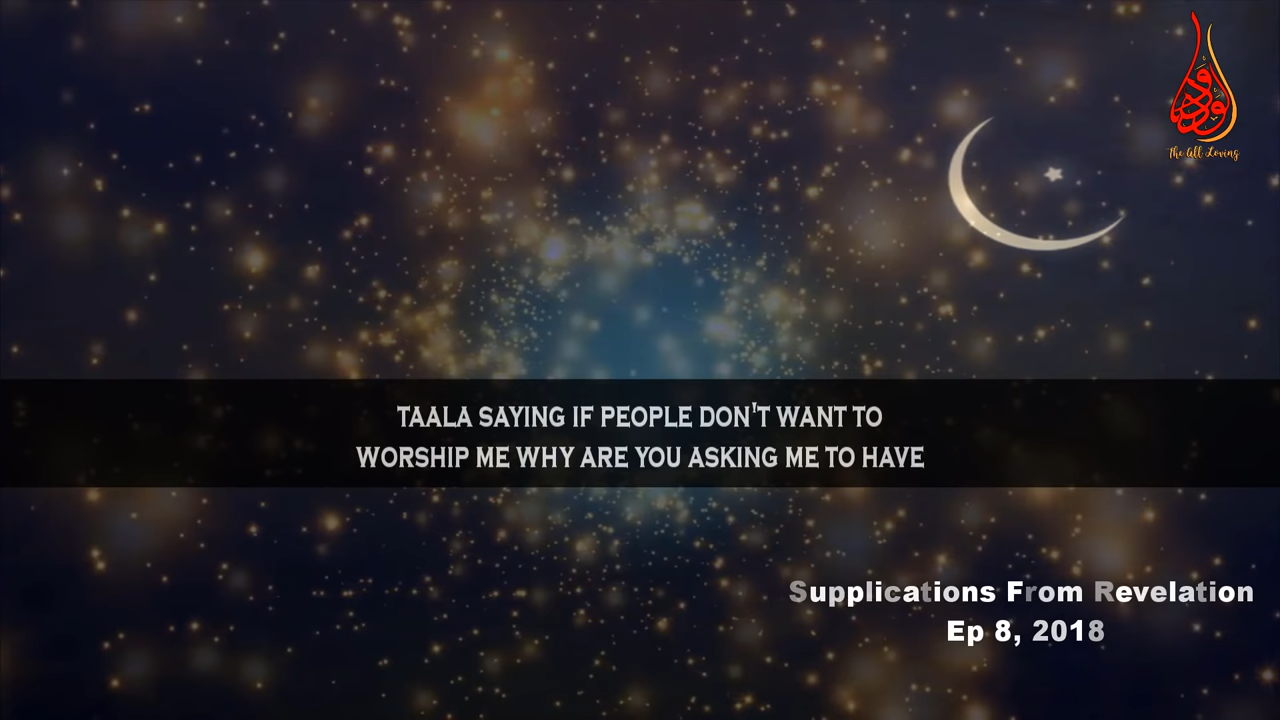 الودود
The All Loving
TAALA SAYING IF PEOPLE DON'T WANT TO
WORSHIP ME WHY ARE YOU ASKING ME TO HAVE
Supplications From Revelation
Ep 8, 2018